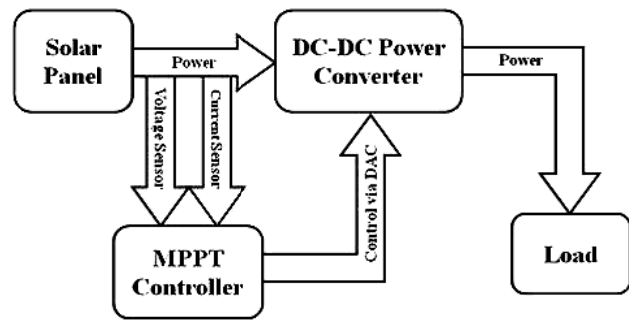 Solar
Panel
Power
DC-DC Power
Converter
Power
Voltage Sensor
Current Sensor
Control via DAC
MPPT
Controller
Load